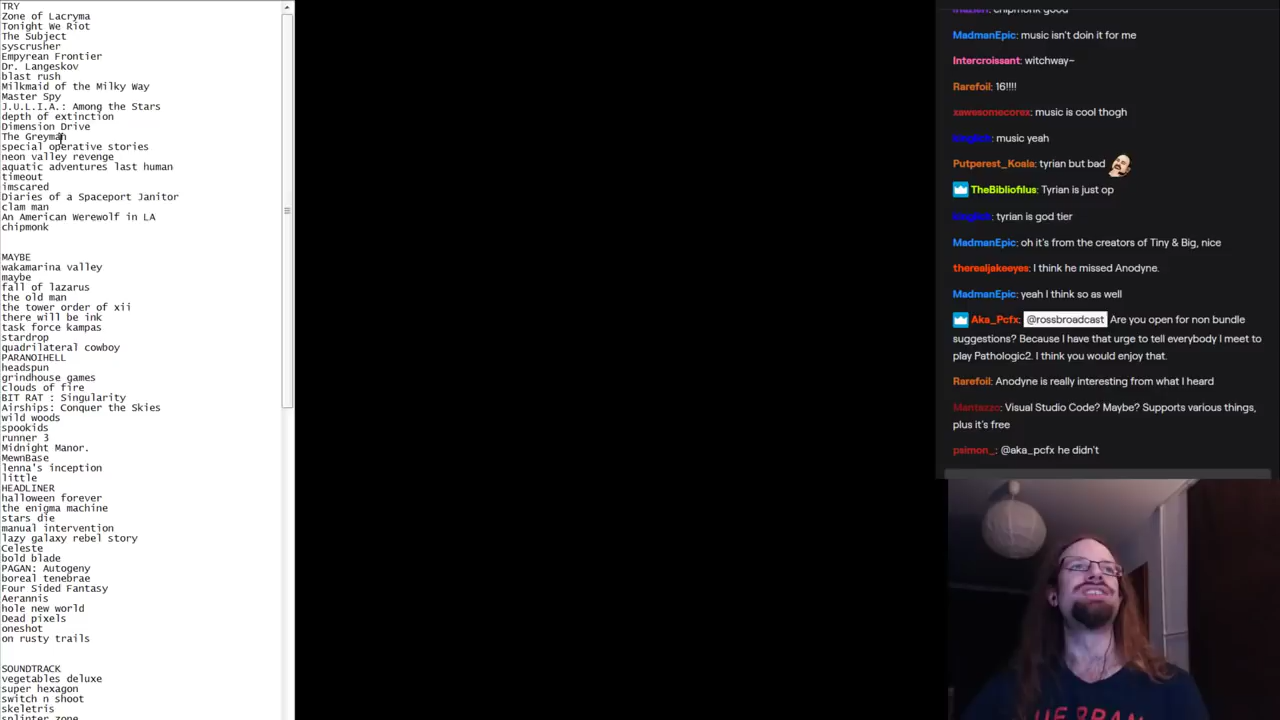 TRY
Zone of Lacryma
Tonight We Riot
The Subject
syscrusher
Empyrean Frontier
Dr. Langeskov
blast rush
Milkmaid of the Milky Way
Master Spy
J.U.L.I.A.: Among the Stars
depth of extinction
Dimension Drive
The Greyman
special operative stories
neon valley revenge
aquatic adventures last human
timeout
imscared
Diaries of a Spaceport Janitor
clam man
An American Werewolf in LA
chipmonk
MAYBE
wakamarina valley
maybe
fall of lazarus
the old man
the tower order of xii
there will be ink
task force kampas
stardrop
quadrilateral cowboy
PARANOIHELL
headspun
grindhouse games
clouds of fire
BIT RAT : Singularity
Airships: Conquer the Skies
wild woods
spookids
runner 3
Midnight Manor.
MewnBase
lenna's inception
little
HEADLINER
halloween forever
the enigma machine
stars die
manual intervention
lazy galaxy rebel story
Celeste
bold blade
PAGAN: Autogeny
boreal tenebrae
Four Sided Fantasy
Aerannis
hole new world
Dead pixels
oneshot
on rusty trails
SOUNDTRACK
vegetables deluxe
super hexagon
switch n shoot
skeletris
splinter zone
chipmonk good
MadmanEpic: music isn't doin it for me
Intercroissant: witchway~
Rarefoil: 16!!!!
xawesomecorex: music is cool thogh
music yeah
Putperest_Koala: tyrian but bad
TheBibliofilus: Tyrian is just op
tyrian is god tier
MadmanEpic: oh it's from the creators of Tiny & Big, nice
therealjakeeyes: I think he missed Anodyne.
MadmanEpic: yeah I think so as well
Aka_Pcfx: @rossbroadcast Are you open for non bundle
suggestions? Because I have that urge to tell everybody I meet to
play Pathologic2. I think you would enjoy that.
Rarefoil: Anodyne is really interesting from what I heard
Mantazzo: Visual Studio Code? Maybe? Supports various things,
plus it's free
psimon_: @aka_pcfx he didn't